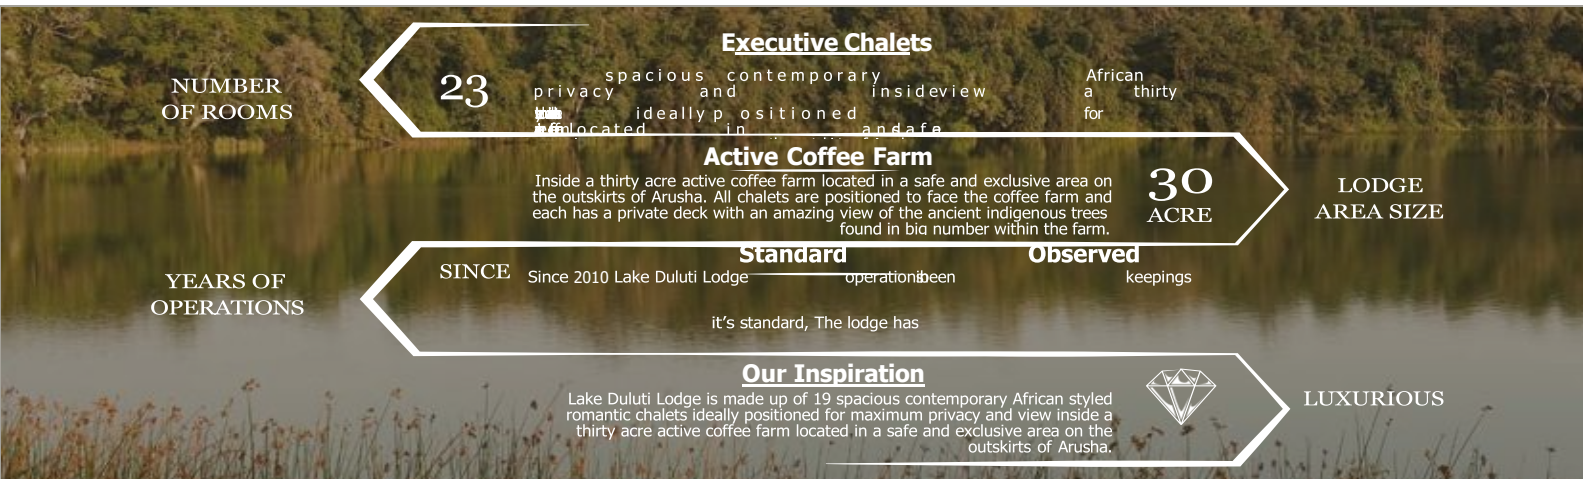 NUMBER
OF ROOMS
23
Executive Chalets
spacious contemporary African
privacy and insideview a thirty
ideally positioned for
located in
Active Coffee Farm
Inside a thirty acre active coffee farm located in a safe and exclusive area on
the outskirts of Arusha. All chalets are positioned to face the coffee farm and
each has a private deck with an amazing view of the ancient indigenous trees
found in big number within the farm.
30
ACRE
LODGE
AREA SIZE
YEARS OF
OPERATIONS
SINCE
Standard Observed
Since 2010 Lake Duluti Lodge operations been keepings
it's standard, The lodge has
Our Inspiration
Lake Duluti Lodge is made up of 19 spacious contemporary African styled
romantic chalets ideally positioned for maximum privacy and view inside a
thirty acre active coffee farm located in a safe and exclusive area on the
outskirts of Arusha.
LUXURIOUS